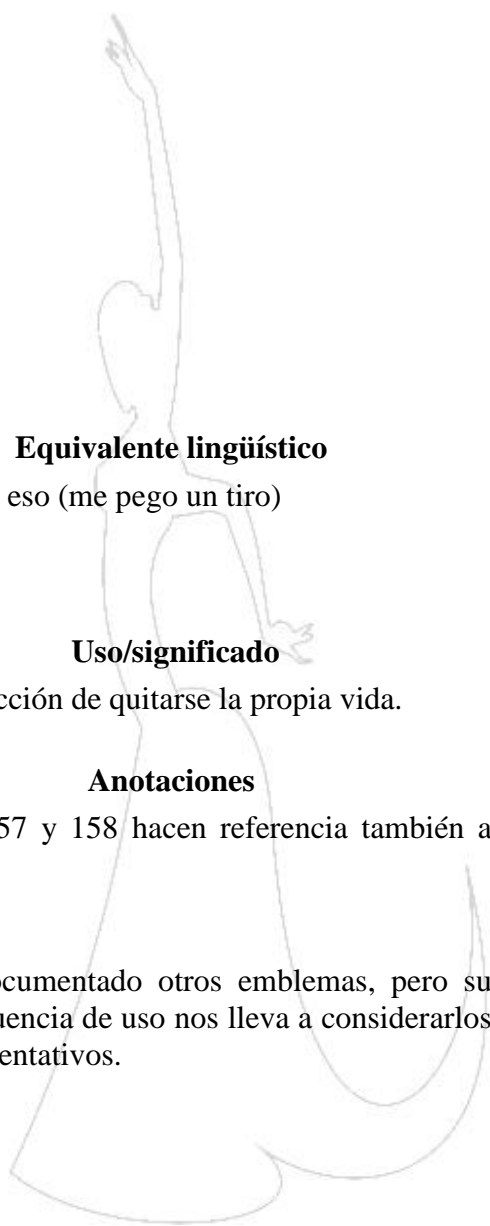 Equivalente lingüístico
eso (me pego un tiro)
Uso/significado
cción de quitarse la propia vida.
Anotaciones
57 y 158 hacen referencia también a
ocumentado otros emblemas, pero su
uencia de uso nos lleva a considerarlos
entativos.